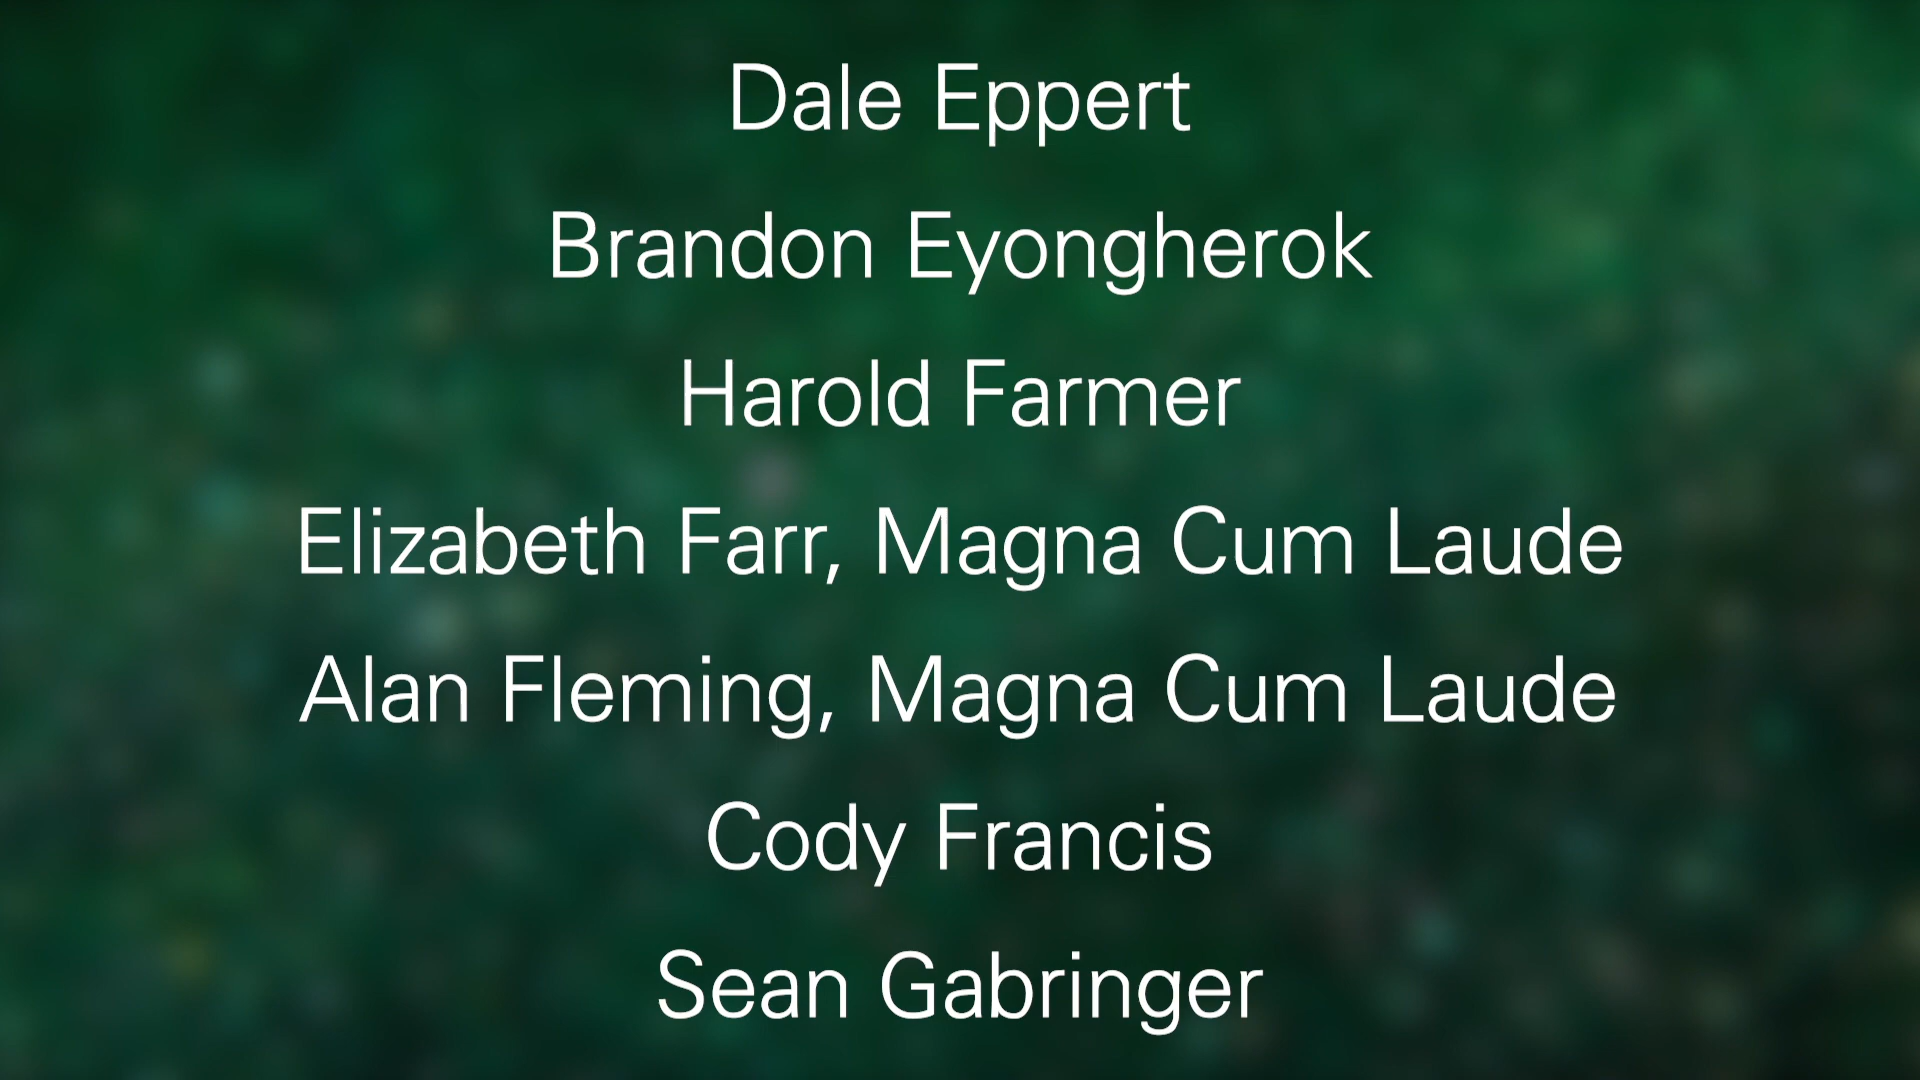 Dale Eppert
Brandon Eyongherok
Harold Farmer
Elizabeth Farr, Magna Cum Laude
Alan Fleming, Magna Cum Laude
Cody Francis
Sean Gabringer